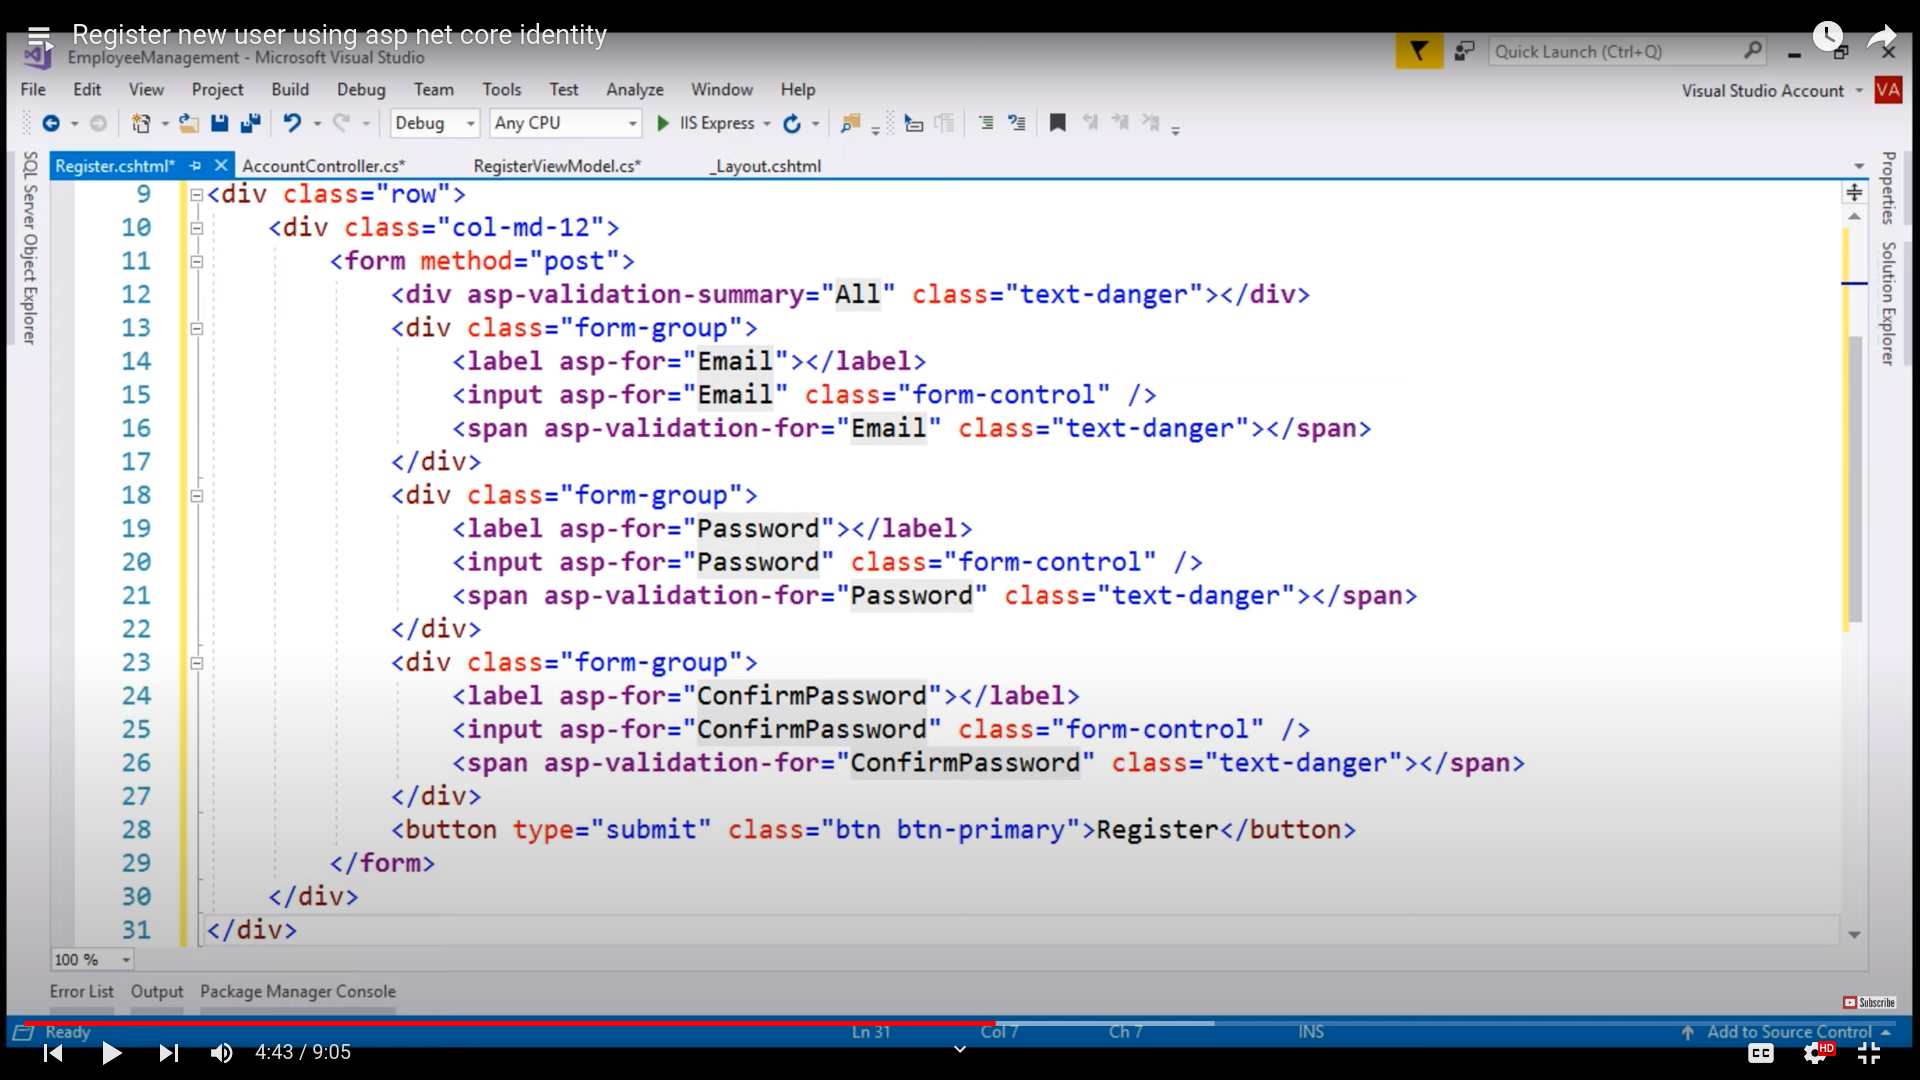 Register new user using asp net core identity
EmployeeManagement - Microsoft Visual Studio
Quick Launch (Ctrl+Q)
File Edit View Project Build Debug Team Tools Test Analyze Window Help
Visual Studio Account VA
Debug Any CPU IIS Express
Register.cshtml* AccountController.cs* RegisterViewModel.cs* _Layout.cshtml
SQL Server Object Explorer
Properties
Solution Explorer
9 <div class="row">
10 <div class="col-md-12">
11 <form method="post">
12 <div asp-validation-summary="All" class="text-danger"></div>
13 <div class="form-group">
14 <label asp-for="Email"></label>
15 <input asp-for="Email" class="form-control" />
16 <span asp-validation-for="Email" class="text-danger"></span>
17 </div>
18 <div class="form-group">
19 <label asp-for="Password"></label>
20 <input asp-for="Password" class="form-control" />
21 <span asp-validation-for="Password" class="text-danger"></span>
22 </div>
23 <div class="form-group">
24 <label asp-for="ConfirmPassword"></label>
25 <input asp-for="ConfirmPassword" class="form-control" />
26 <span asp-validation-for="ConfirmPassword" class="text-danger"></span>
27 </div>
28 <button type="submit" class="btn btn-primary">Register</button>
29 </form>
30 </div>
31 </div>
100 %
Error List Output Package Manager Console
Subscribe
Ready Ln 31 Col 7 Ch 7 INS Add to Source Control
4:43 / 9:05
CC HD